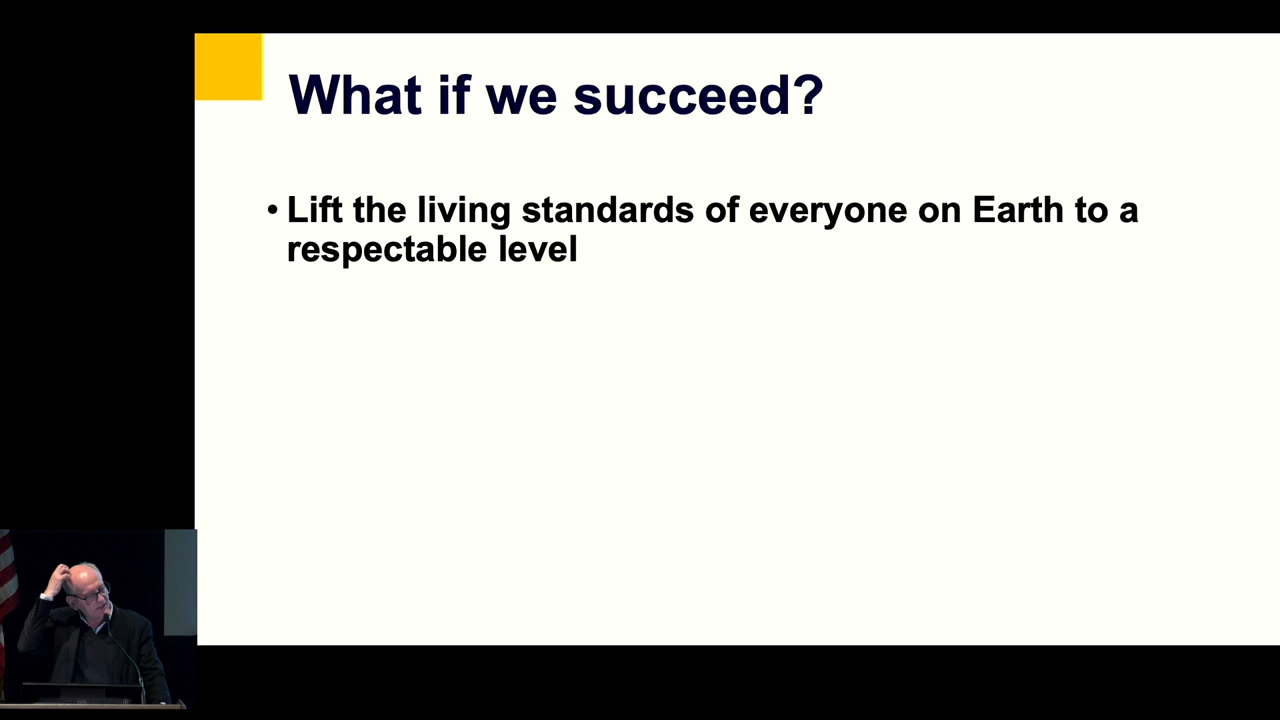 What if we succeed?
• Lift the living standards of everyone on Earth to a
respectable level